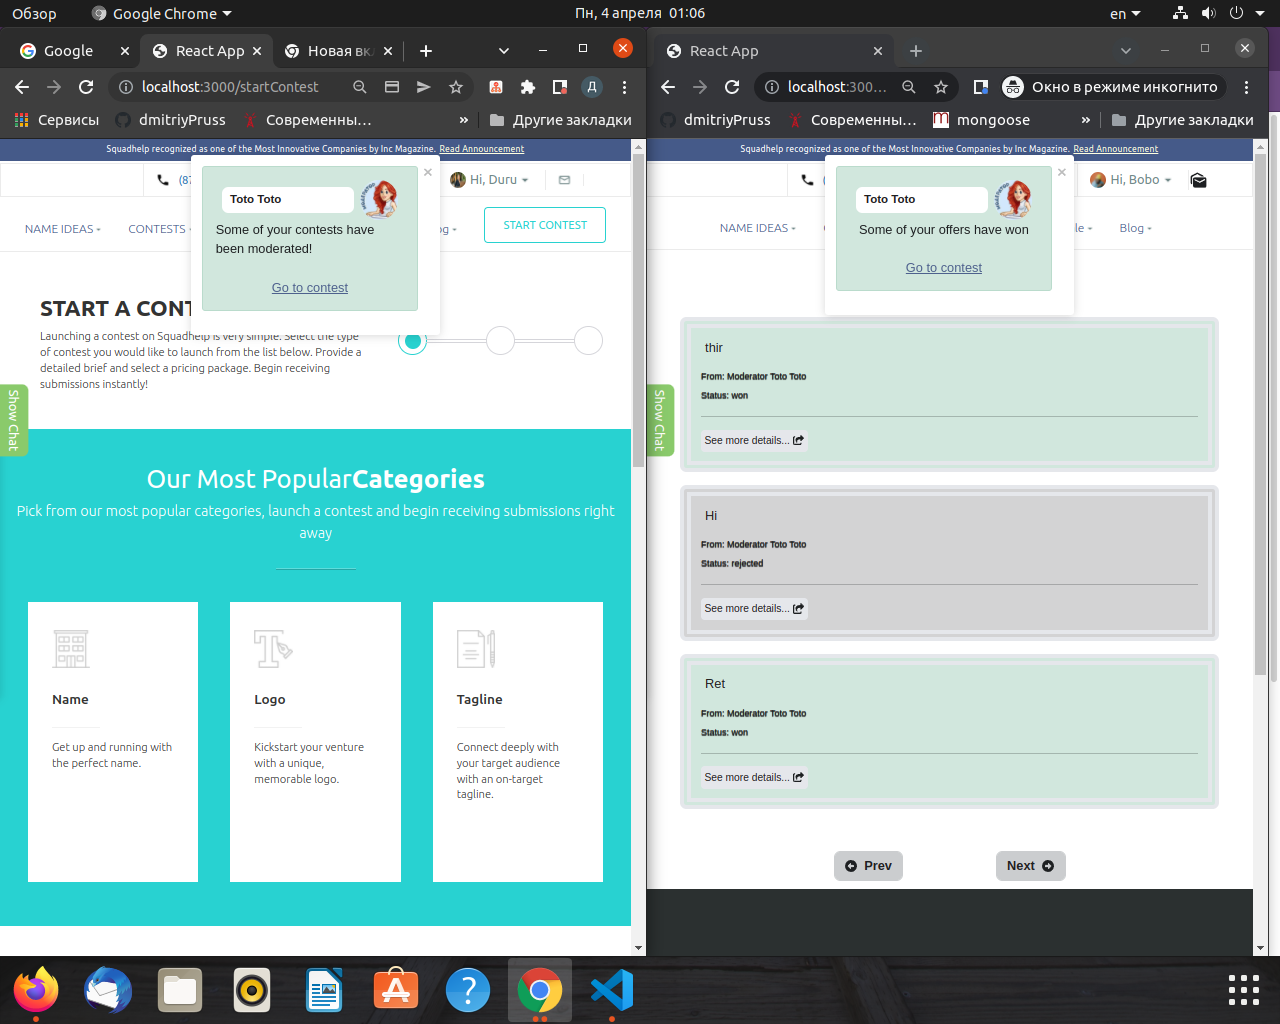 Обзор
Google Chrome
Пн, 4 апреля 01:06
en
Google
React App
Новая вк
localhost:3000/startContest
Д
Сервисы
dmitriyPruss
Современны...
»
Другие закладки
Squadhelp recognized as one of the Most Innovative Companies by Inc Magazine. Read Announcement
(87
Hi, Duru
Toto Toto
Some of your contests have
been moderated!
Go to contest
NAME IDEAS
CONTESTS
og
START CONTEST
START A CONT
Launching a contest on Squadhelp is very simple. Select the type
of contest you would like to launch from the list below. Provide a
detailed brief and select a pricing package. Begin receiving
submissions instantly!
Show Chat
Our Most PopularCategories
Pick from our most popular categories, launch a contest and begin receiving submissions right
away
Name
Get up and running with
the perfect name.
Logo
Kickstart your venture
with a unique,
memorable logo.
Tagline
Connect deeply with
your target audience
with an on-target
tagline.
React App
localhost:300...
Окно в режиме инкогнито
dmitriyPruss
Современны...
mongoose
»
Другие закладки
Squadhelp recognized as one of the Most Innovative Companies by Inc Magazine. Read Announcement
Hi, Bobo
Toto Toto
Some of your offers have won
Go to contest
NAME IDEAS
le
Blog
Show Chat
thir
From: Moderator Toto Toto
Status: won
See more details...
Hi
From: Moderator Toto Toto
Status: rejected
See more details...
Ret
From: Moderator Toto Toto
Status: won
See more details...
Prev
Next